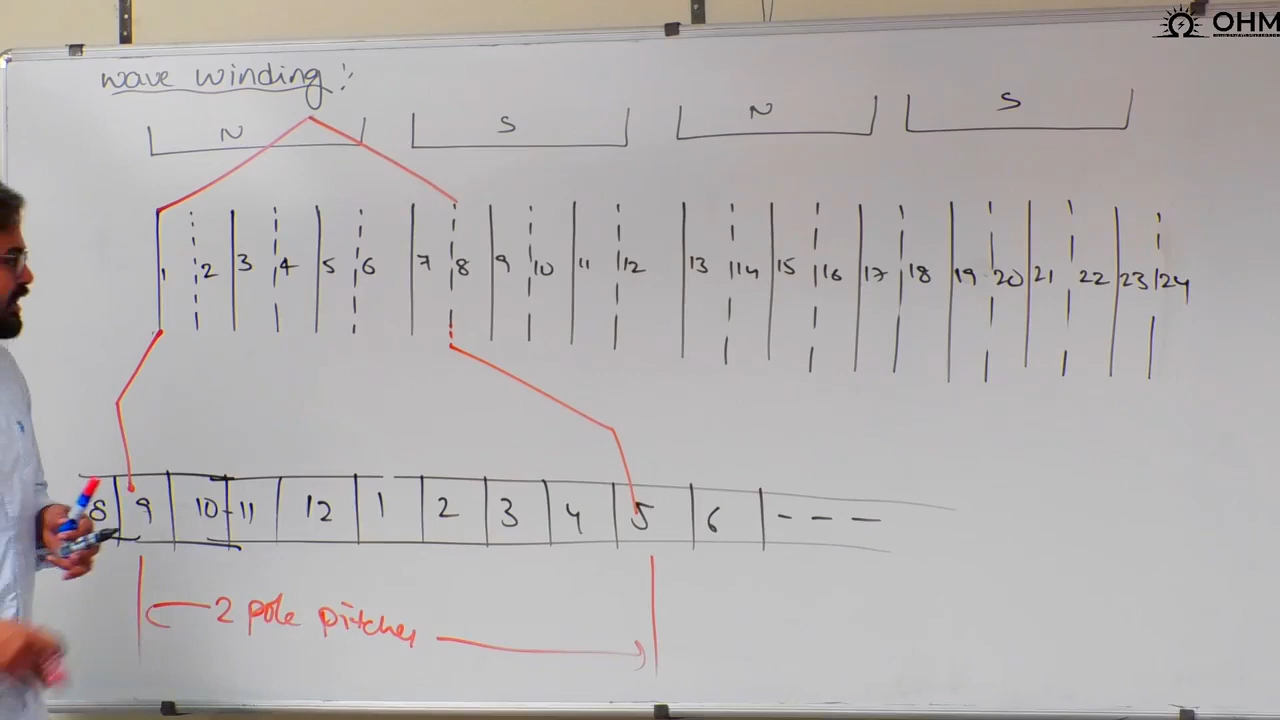 OHM
wave winding :-
N S N S
1 2 3 4 5 6 7 8 9 10 11 12 13 14 15 16 17 18 19 20 21 22 23 24
8 9 10 11 12 1 2 3 4 5 6 - - -
2 pole pitches